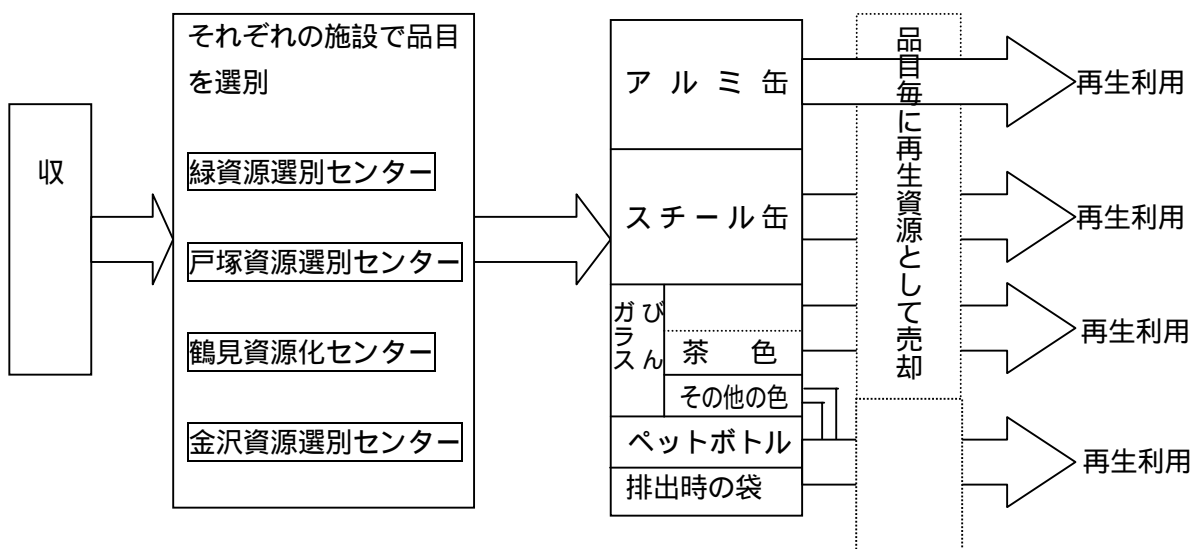 収
それぞれの施設で品目
を選別
緑資源選別センター
戸塚資源選別センター
鶴見資源化センター
金沢資源選別センター
アルミ缶
スチール缶
ガラス
びん
茶色
その他の色
ペットボトル
排出時の袋
品目毎に再生資源として売却
再生利用
再生利用
再生利用
再生利用